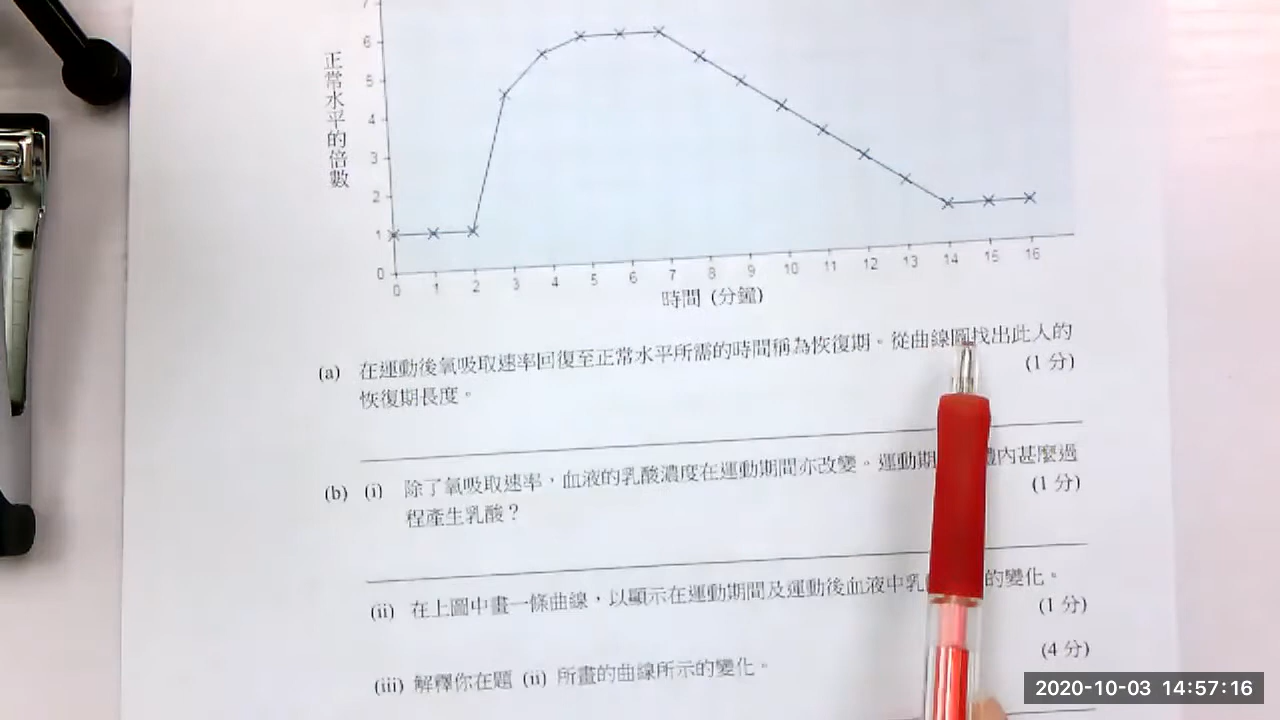 7
6
5
4
3
2
1
0
正常水平的倍數
0 1 2 3 4 5 6 7 8 9 10 11 12 13 14 15 16
時間 (分鐘)
(a) 在運動後氧吸取速率回復至正常水平所需的時間稱為恢復期。從曲線圖找出此人的
恢復期長度。 (1 分)
(b) (i) 除了氧吸取速率，血液的乳酸濃度在運動期間亦改變。運動期 內甚麼過
程產生乳酸？ (1 分)
(ii) 在上圖中畫一條曲線，以顯示在運動期間及運動後血液中乳 的變化。
(1 分)
(iii) 解釋你在題 (ii) 所畫的曲線所示的變化。 (4 分)
2020-10-03 14:57:16